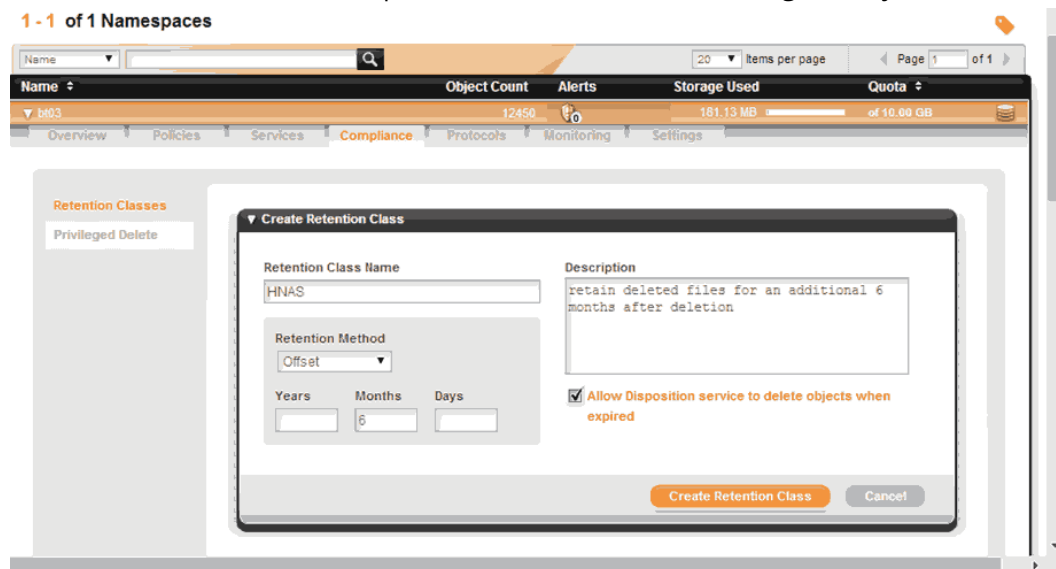 1 - 1 of 1 Namespaces
Name 20 Items per page Page 1 of 1
Name Object Count Alerts Storage Used Quota
bt03 12450 0 181.13 MB of 10.00 GB
Overview Policies Services Compliance Protocols Monitoring Settings
Retention Classes
Privileged Delete
Create Retention Class
Retention Class Name
HNAS
Retention Method
Offset
Years Months Days
6
Description
retain deleted files for an additional 6
months after deletion
Allow Disposition service to delete objects when
expired
Create Retention Class Cancel